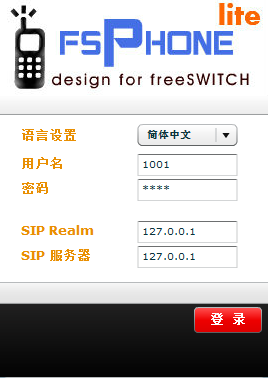 lite
FSPHONE
design for freeSWITCH
语言设置 简体中文
用户名 1001
密码 ****
SIP Realm 127.0.0.1
SIP 服务器 127.0.0.1
登 录